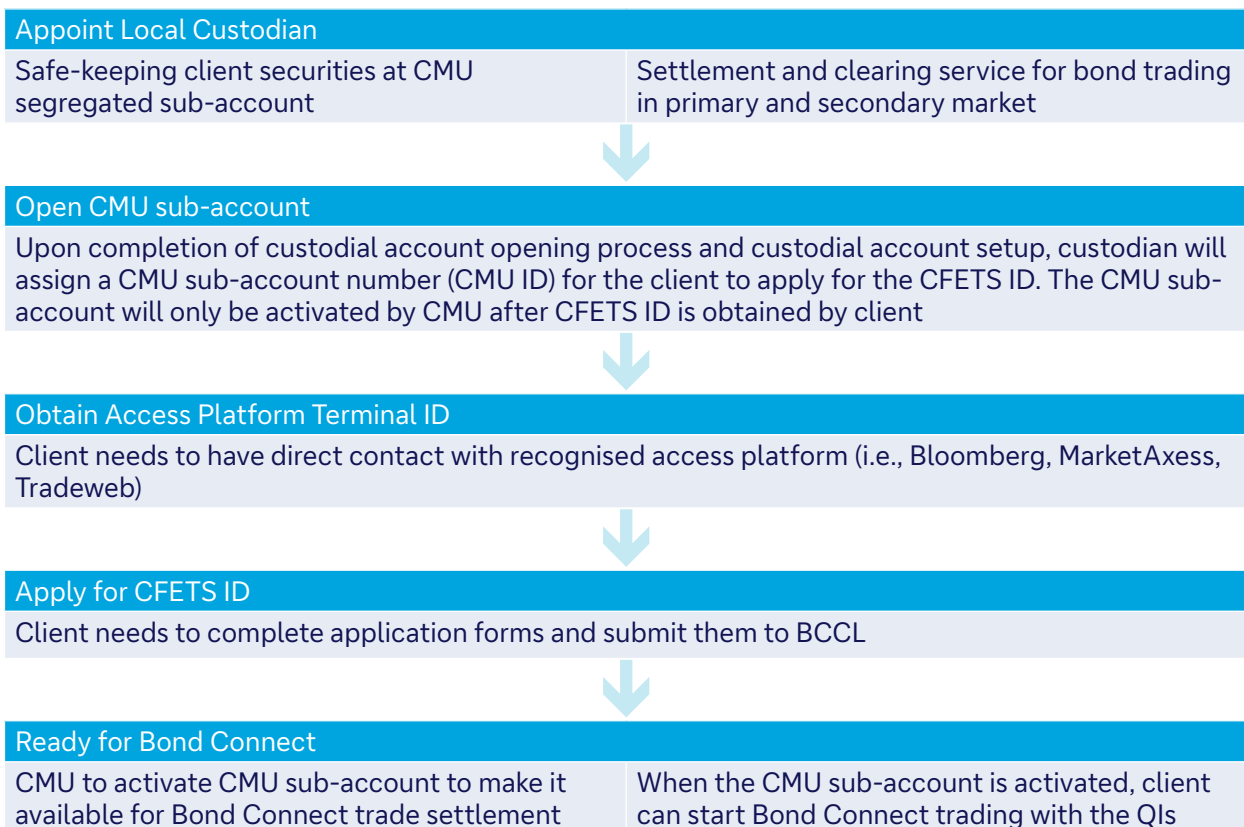 Appoint Local Custodian
Safe-keeping client securities at CMU
segregated sub-account
Settlement and clearing service for bond trading
in primary and secondary market
Open CMU sub-account
Upon completion of custodial account opening process and custodial account setup, custodian will
assign a CMU sub-account number (CMU ID) for the client to apply for the CFETS ID. The CMU sub-
account will only be activated by CMU after CFETS ID is obtained by client
Obtain Access Platform Terminal ID
Client needs to have direct contact with recognised access platform (i.e., Bloomberg, MarketAxess,
Tradeweb)
Apply for CFETS ID
Client needs to complete application forms and submit them to BCCL
Ready for Bond Connect
CMU to activate CMU sub-account to make it
available for Bond Connect trade settlement
When the CMU sub-account is activated, client
can start Bond Connect trading with the QIs